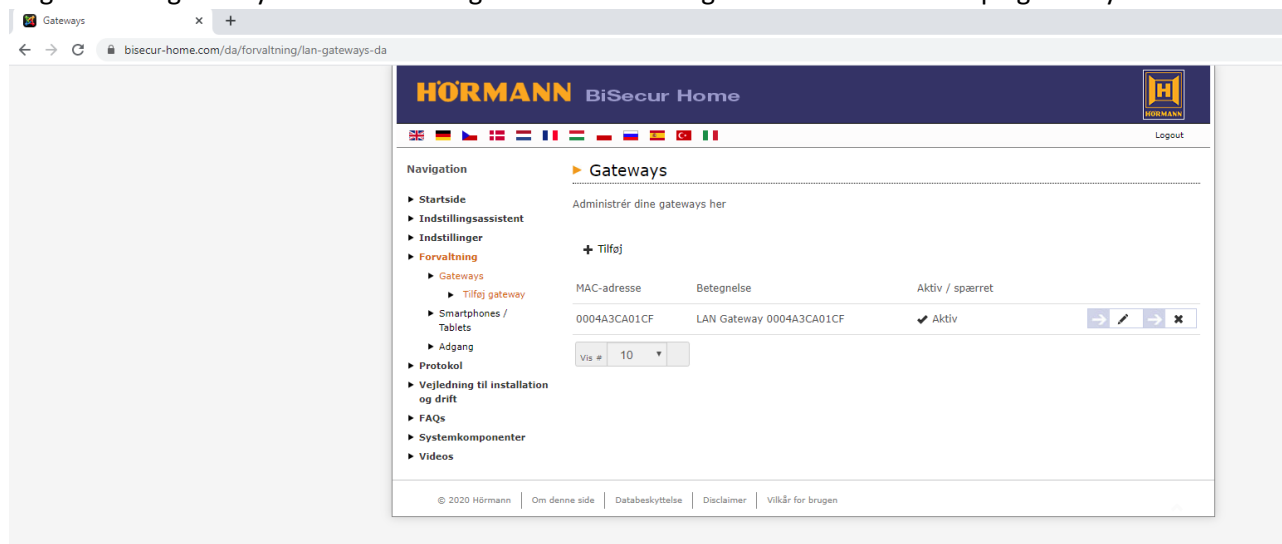 Gateways
bisecur-home.com/da/forvaltning/lan-gateways-da
HÖRMANN BiSecur Home
HÖRMANN
Logout
Navigation
Startside
Indstillingsassistent
Indstillinger
Forvaltning
Gateways
Tilføj gateway
Smartphones /
Tablets
Adgang
Protokol
Vejledning til installation
og drift
FAQs
Systemkomponenter
Videos
Gateways
Administrér dine gateways her
Tilføj
MAC-adresse Betegnelse Aktiv / spærret
0004A3CA01CF LAN Gateway 0004A3CA01CF Aktiv
Vis # 10
© 2020 Hörmann Om denne side Databeskyttelse Disclaimer Vilkår for brugen